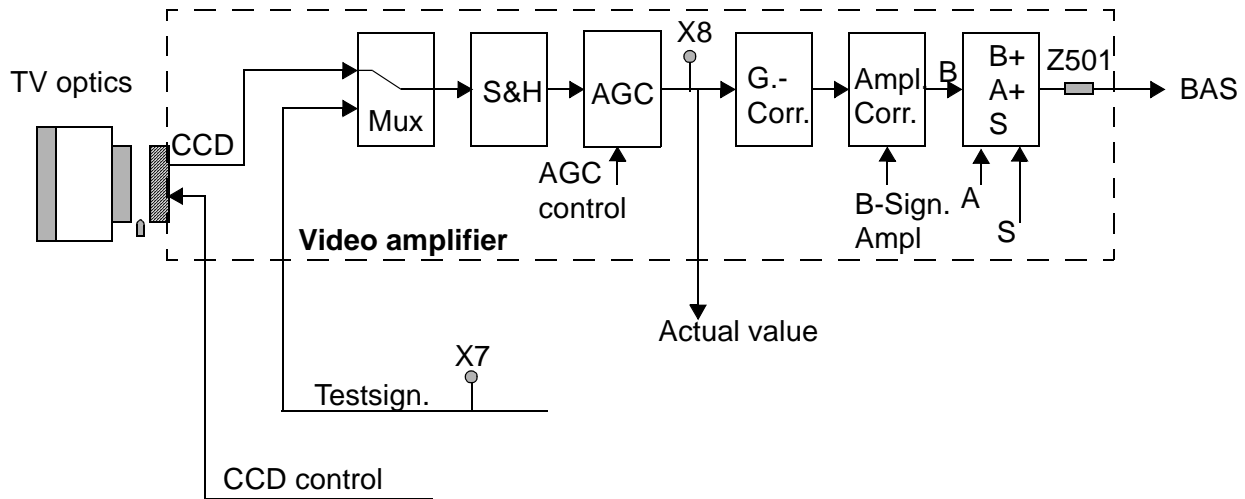 X8
TV optics
CCD
Mux
S&H
AGC
G.-
Corr.
Ampl.
Corr.
B
B+
A+
S
Z501
BAS
AGC
control
B-Sign.
Ampl
A
S
Video amplifier
Actual value
X7
Testsign.
CCD control